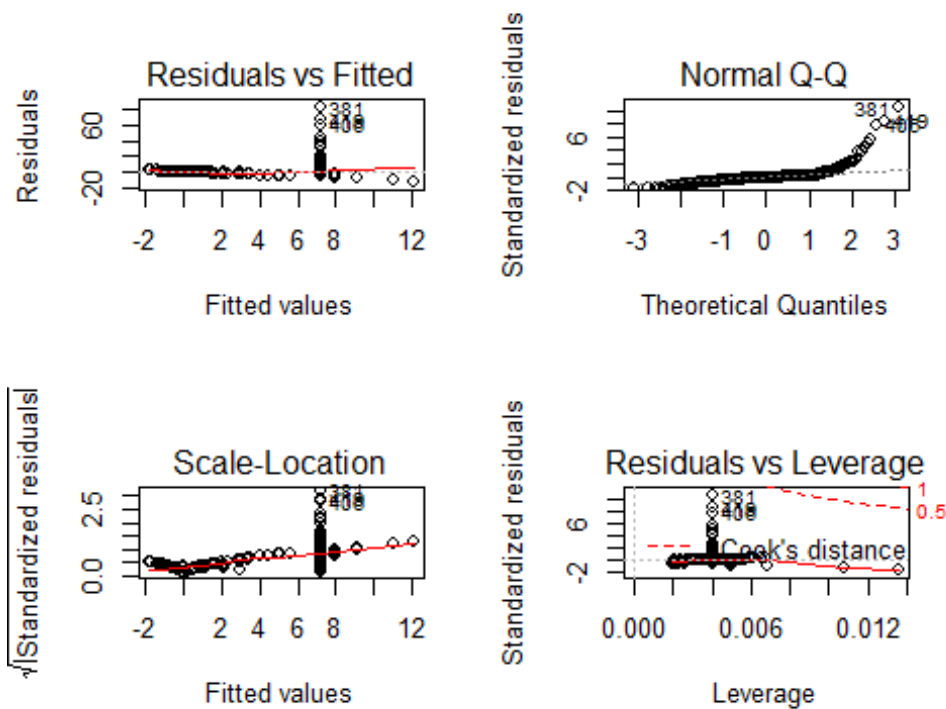 Residuals vs Fitted
Residuals
60
-20
381
-2 0 2 4 6 8 12
Fitted values
Normal Q-Q
Standardized residuals
6
-2
381
-3 -1 0 1 2 3
Theoretical Quantiles
Scale-Location
√|Standardized residuals|
2.5
0.0
381
-2 0 2 4 6 8 12
Fitted values
Residuals vs Leverage
Standardized residuals
6
-2
381
1
0.5
Cook's distance
0.000 0.006 0.012
Leverage